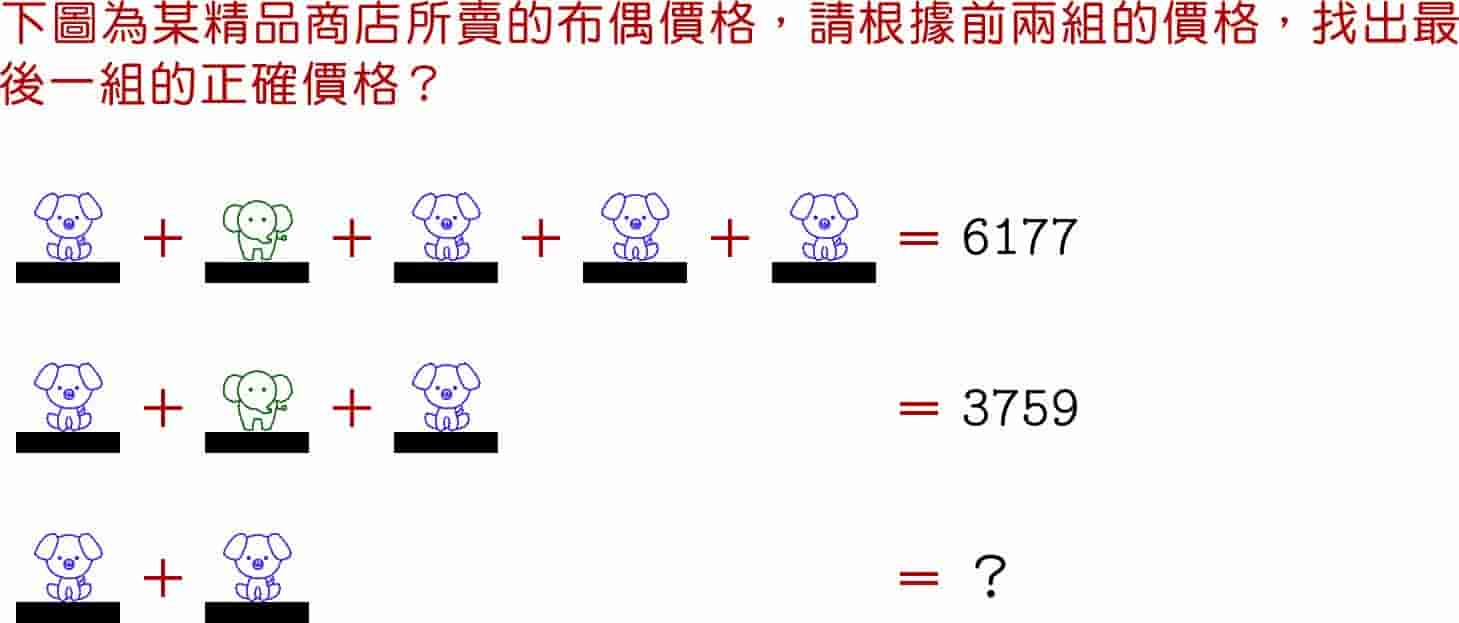 下圖為某精品商店所賣的布偶價格，請根據前兩組的價格，找出最
後一組的正確價格？
+ + + + = 6177
+ + = 3759
+ = ?